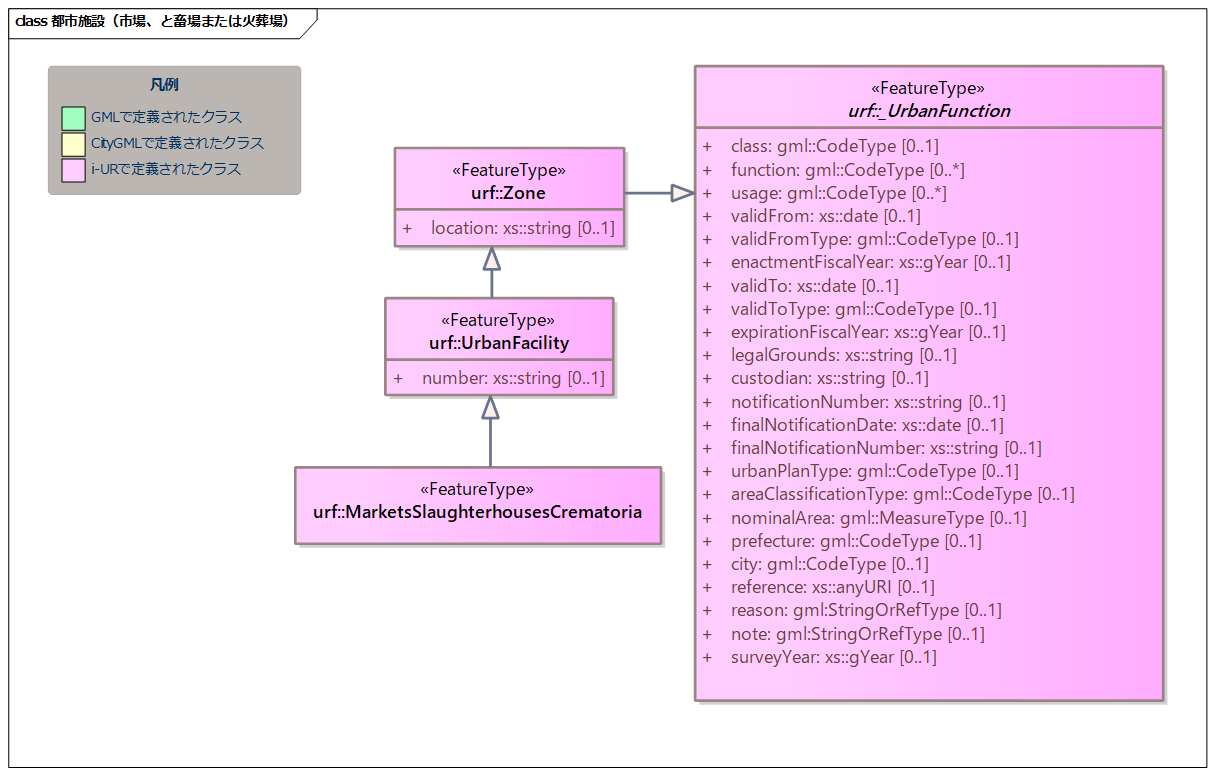 class 都市施設（市場、と畜場または火葬場）
凡例
GMLで定義されたクラス
CityGMLで定義されたクラス
i-URで定義されたクラス
«FeatureType»
urf::Zone
+ location: xs::string [0..1]
«FeatureType»
urf::UrbanFacility
+ number: xs::string [0..1]
«FeatureType»
urf::MarketsSlaughterhousesCrematoria
«FeatureType»
urf::_UrbanFunction
+ class: gml::CodeType [0..1]
+ function: gml::CodeType [0..*]
+ usage: gml::CodeType [0..*]
+ validFrom: xs::date [0..1]
+ validFromType: gml::CodeType [0..1]
+ enactmentFiscalYear: xs::gYear [0..1]
+ validTo: xs::date [0..1]
+ validToType: gml::CodeType [0..1]
+ expirationFiscalYear: xs::gYear [0..1]
+ legalGrounds: xs::string [0..1]
+ custodian: xs::string [0..1]
+ notificationNumber: xs::string [0..1]
+ finalNotificationDate: xs::date [0..1]
+ finalNotificationNumber: xs::string [0..1]
+ urbanPlanType: gml::CodeType [0..1]
+ areaClassificationType: gml::CodeType [0..1]
+ nominalArea: gml::MeasureType [0..1]
+ prefecture: gml::CodeType [0..1]
+ city: gml::CodeType [0..1]
+ reference: xs::anyURI [0..1]
+ reason: gml:StringOrRefType [0..1]
+ note: gml:StringOrRefType [0..1]
+ surveyYear: xs::gYear [0..1]